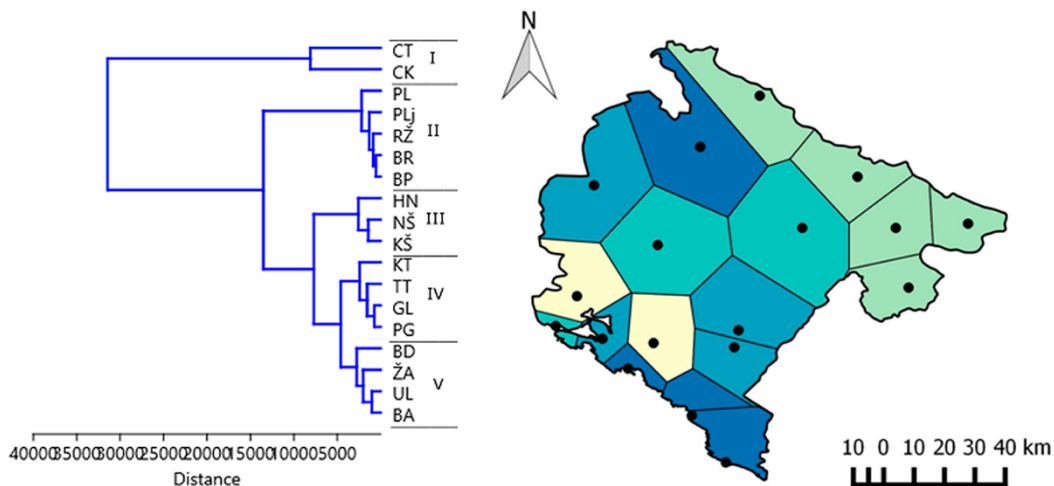 CT
I
CK
PL
PLj
II
RŽ
BR
BP
HN
NŠ
III
KŠ
KT
TT
IV
GL
PG
BD
ŽA
V
UL
BA
40000 35000 30000 25000 20000 15000 10000 5000
Distance
N
10 0 10 20 30 40 km